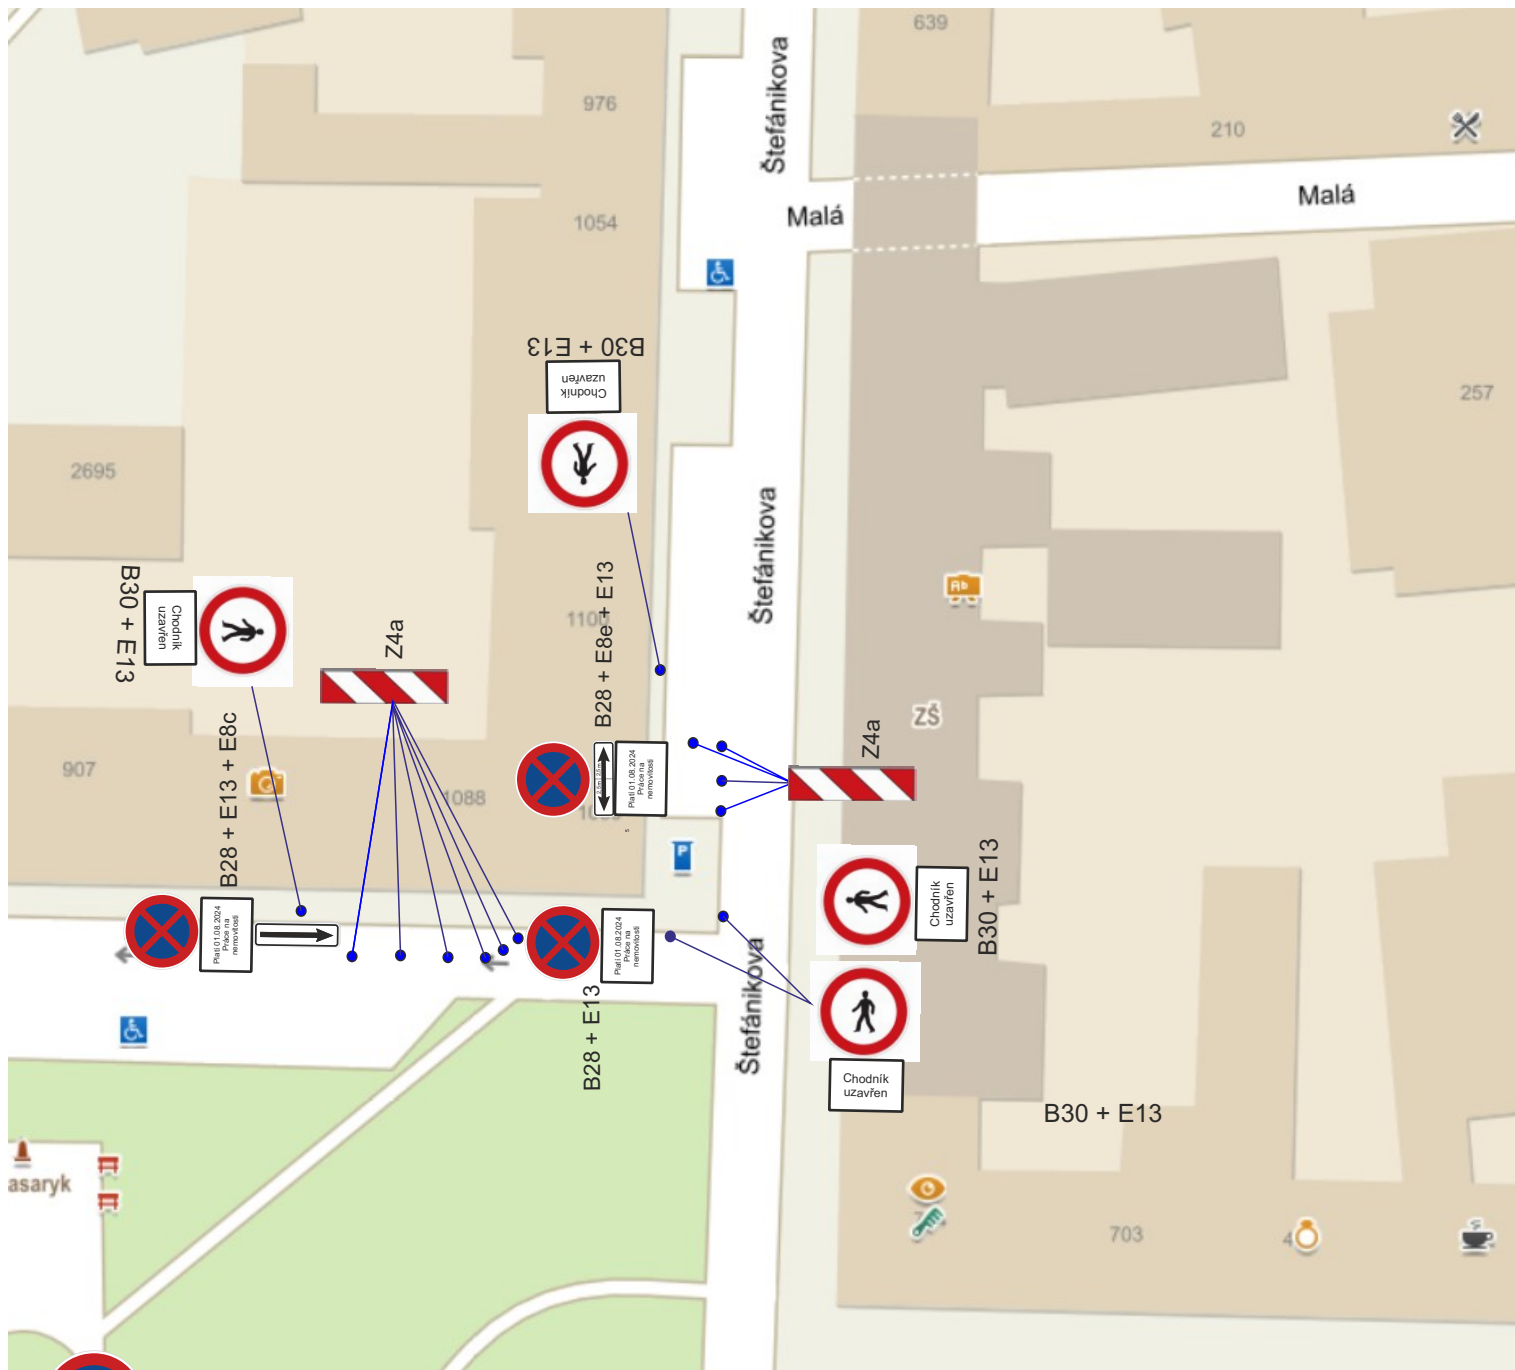 639
976
Štefánikova
210
Malá
Malá
1054
B30 + E13
Chodník
uzavřen
257
2695
Štefánikova
B30 + E13
Chodník
uzavřen
Z4a
B28 + E8e + E13
1100
Platí 01.08.2024
Práce na
nemovitosti
ZŠ
Z4a
907
1088
B28 + E13 + E8c
Platí 01.08.2024
Práce na
nemovitosti
P
Chodník
uzavřen
B30 + E13
Platí 01.08.2024
Práce na
nemovitosti
B28 + E13
Štefánikova
Chodník
uzavřen
B30 + E13
asaryk
703